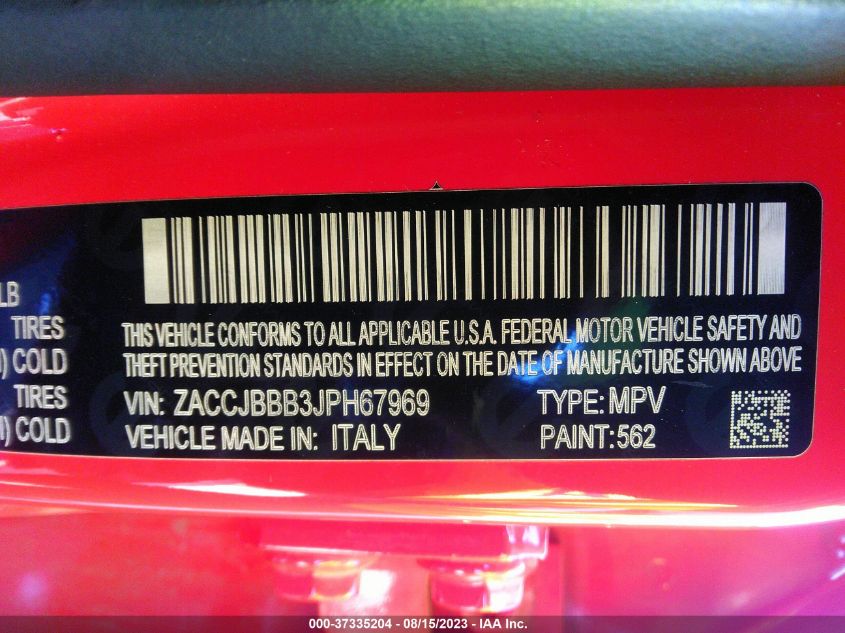 LB
TIRES
) COLD
TIRES
) COLD
THIS VEHICLE CONFORMS TO ALL APPLICABLE U.S.A. FEDERAL MOTOR VEHICLE SAFETY AND
THEFT PREVENTION STANDARDS IN EFFECT ON THE DATE OF MANUFACTURE SHOWN ABOVE
VIN: ZACCJBBB3JPH67969 TYPE: MPV
VEHICLE MADE IN: ITALY PAINT:562
000-37335204 - 08/15/2023 - IAA Inc.